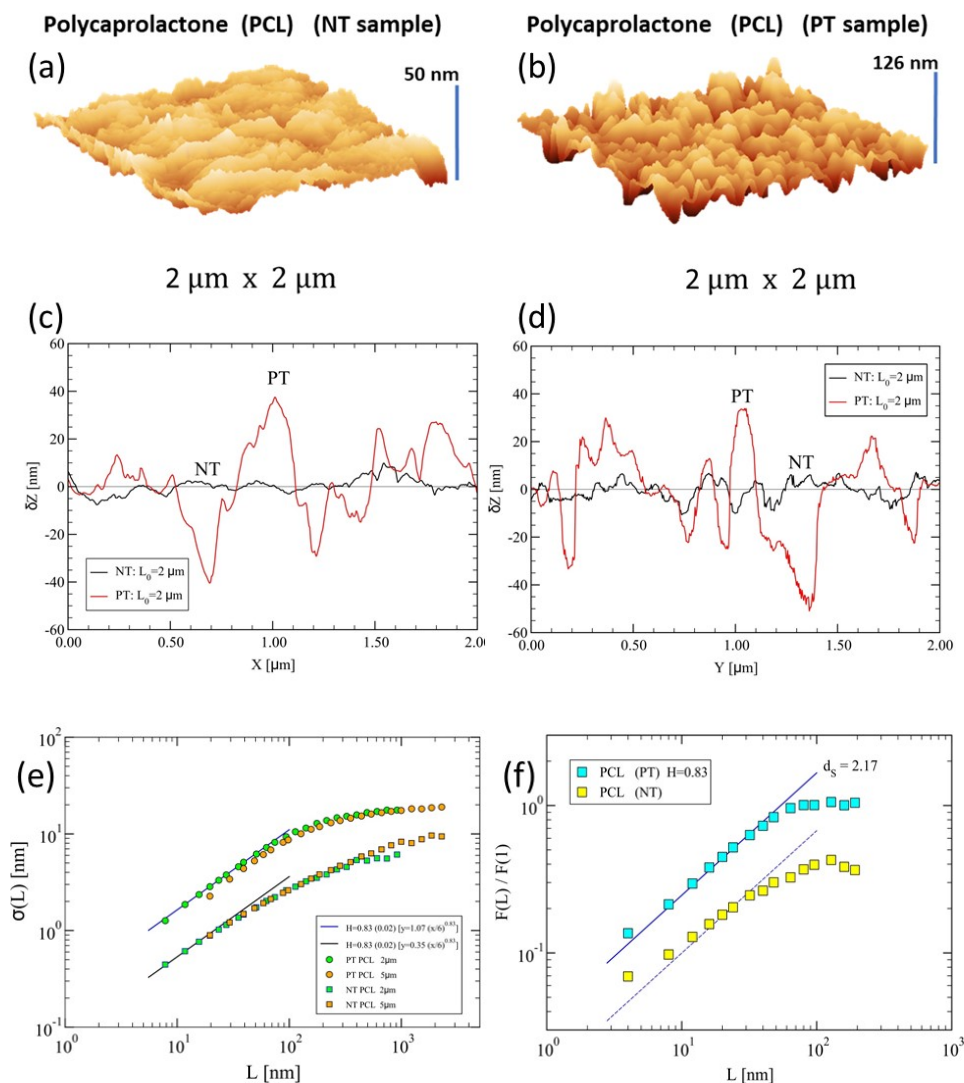 Polycaprolactone (PCL) (NT sample)
Polycaprolactone (PCL) (PT sample)
(a)
50 nm
(b)
126 nm
2 μm x 2 μm
2 μm x 2 μm
(c)
60
40
20
0
-20
-40
-60
δZ [nm]
PT
NT
NT: L0=2 μm
PT: L0=2 μm
0.00 0.50 1.00 1.50 2.00
X [μm]
(d)
60
40
20
0
-20
-40
-60
δZ [nm]
PT
NT
NT: L0=2 μm
PT: L0=2 μm
0.00 0.50 1.00 1.50 2.00
Y [μm]
(e)
10^2
10^1
10^0
10^-1
σ(L) [nm]
H=0.83 (0.02) [y=1.07 (x/6)^0.83]
H=0.83 (0.02) [y=0.35 (x/6)^0.83]
PT PCL 2μm
PT PCL 5μm
NT PCL 2μm
NT PCL 5μm
10^0 10^1 10^2 10^3
L [nm]
(f)
PCL (PT) H=0.83
PCL (NT)
dS = 2.17
10^0
10^-1
F(L) / F(1)
10^0 10^1 10^2 10^3
L [nm]